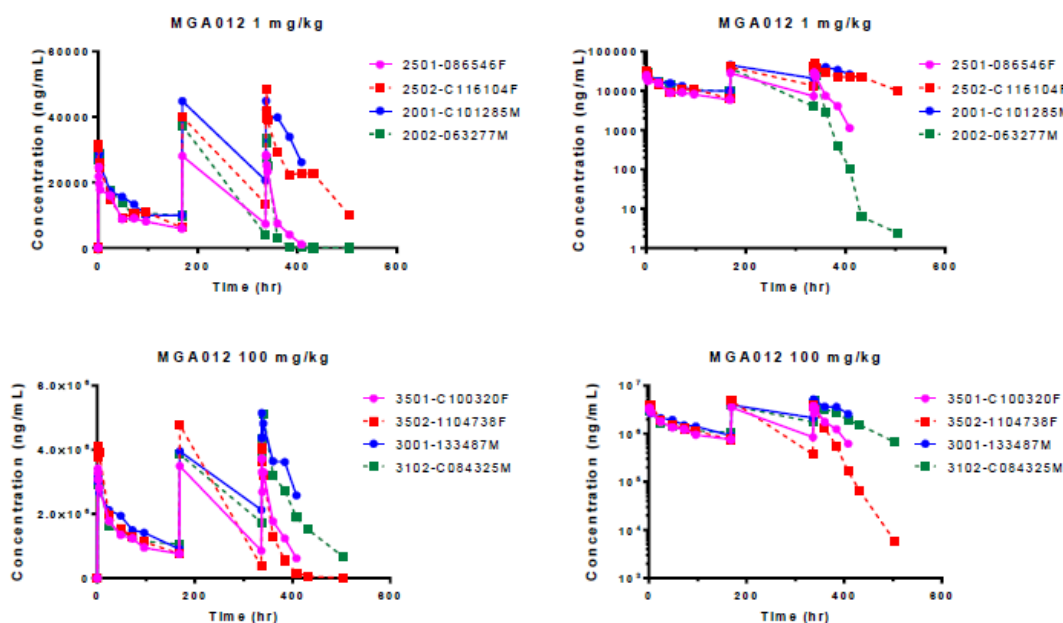 MGA012 1 mg/kg
Concentration (ng/mL)
60000
40000
20000
0
0
200
400
600
Time (hr)
2501-086546F
2502-C116104F
2001-C101285M
2002-063277M
MGA012 1 mg/kg
Concentration (ng/mL)
100000
10000
1000
100
10
1
0
200
400
600
Time (hr)
2501-086546F
2502-C116104F
2001-C101285M
2002-063277M
MGA012 100 mg/kg
Concentration (ng/mL)
6.0×10⁶
4.0×10⁶
2.0×10⁶
0
0
200
400
600
Time (hr)
3501-C100320F
3502-1104738F
3001-133487M
3102-C084325M
MGA012 100 mg/kg
Concentration (ng/mL)
10⁷
10⁶
10⁵
10⁴
10³
0
200
400
600
Time (hr)
3501-C100320F
3502-1104738F
3001-133487M
3102-C084325M